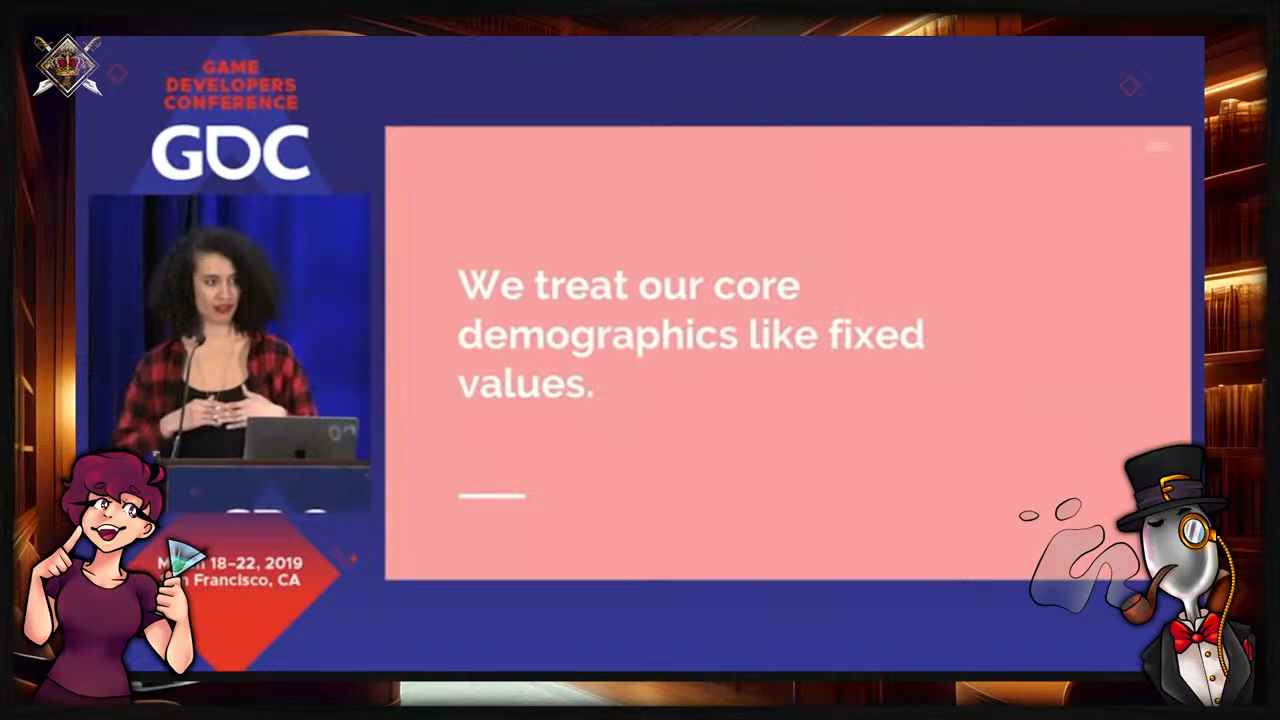 GAME
DEVELOPERS
CONFERENCE
GDC
We treat our core
demographics like fixed
values.
18–22, 2019
Francisco, CA